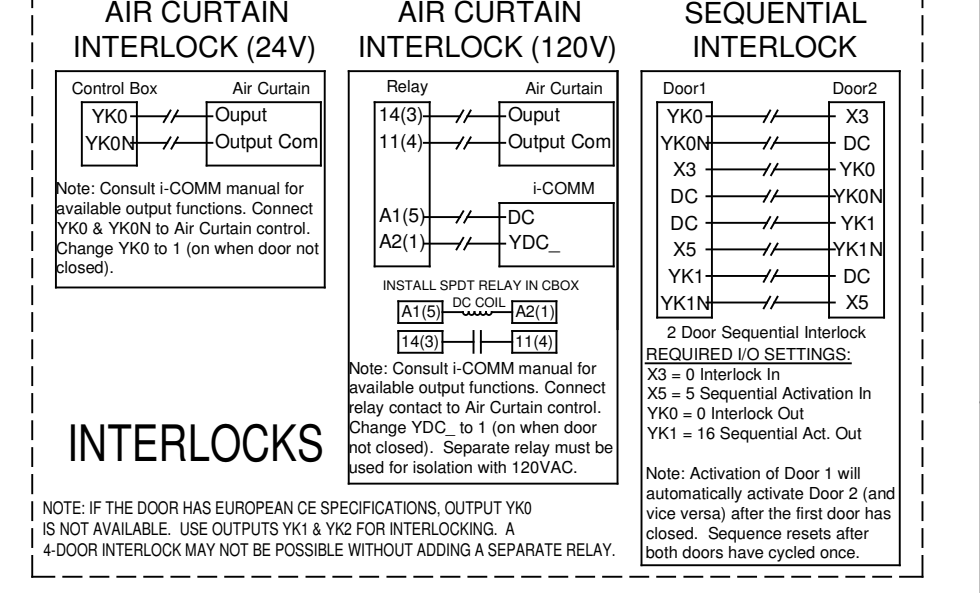 AIR CURTAIN
INTERLOCK (24V)
Control Box Air Curtain
YK0 Ouput
YK0N Output Com
Note: Consult i-COMM manual for
available output functions. Connect
YK0 & YK0N to Air Curtain control.
Change YK0 to 1 (on when door not
closed).
AIR CURTAIN
INTERLOCK (120V)
Relay Air Curtain
14(3) Ouput
11(4) Output Com
i-COMM
A1(5) DC
A2(1) YDC_
INSTALL SPDT RELAY IN CBOX
A1(5) DC COIL A2(1)
14(3) 11(4)
Note: Consult i-COMM manual for
available output functions. Connect
relay contact to Air Curtain control.
Change YDC_ to 1 (on when door
not closed). Separate relay must be
used for isolation with 120VAC.
SEQUENTIAL
INTERLOCK
Door1 Door2
YK0 X3
YK0N DC
X3 YK0
DC YK0N
DC YK1
X5 YK1N
YK1 DC
YK1N X5
2 Door Sequential Interlock
REQUIRED I/O SETTINGS:
X3 = 0 Interlock In
X5 = 5 Sequential Activation In
YK0 = 0 Interlock Out
YK1 = 16 Sequential Act. Out
Note: Activation of Door 1 will
automatically activate Door 2 (and
vice versa) after the first door has
closed. Sequence resets after
both doors have cycled once.
INTERLOCKS
NOTE: IF THE DOOR HAS EUROPEAN CE SPECIFICATIONS, OUTPUT YK0
IS NOT AVAILABLE. USE OUTPUTS YK1 & YK2 FOR INTERLOCKING. A
4-DOOR INTERLOCK MAY NOT BE POSSIBLE WITHOUT ADDING A SEPARATE RELAY.